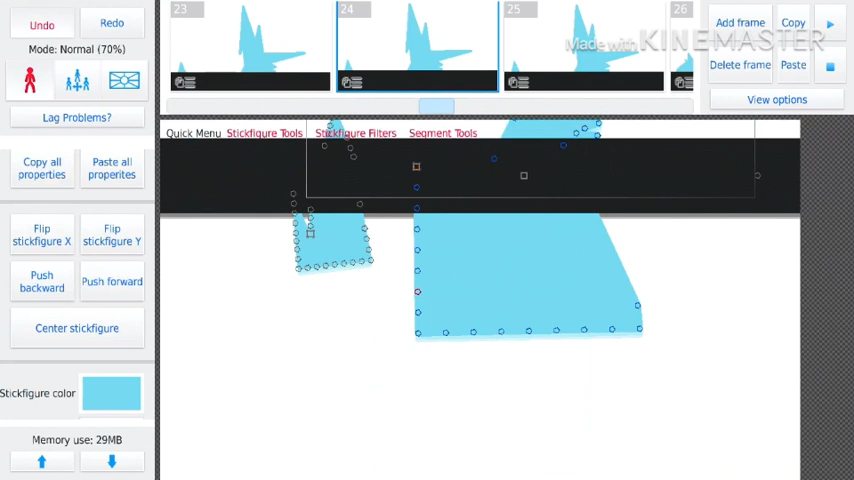 Undo
Redo
Mode: Normal (70%)
Lag Problems?
Copy all properties
Paste all properites
Flip stickfigure X
Flip stickfigure Y
Push backward
Push forward
Center stickfigure
Stickfigure color
Memory use: 29MB
23
24
25
26
Made with KINEMASTER
Add frame
Copy
Delete frame
Paste
View options
Quick Menu Stickfigure Tools Stickfigure Filters Segment Tools